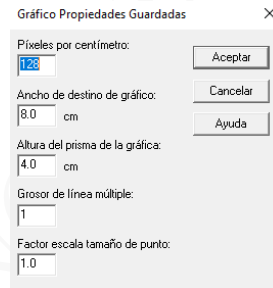 Gráfico Propiedades Guardadas
Píxeles por centímetro:
128
Aceptar
Ancho de destino de gráfico:
8.0 cm
Cancelar
Altura del prisma de la gráfica:
4.0 cm
Ayuda
Grosor de línea múltiple:
1
Factor escala tamaño de punto:
1.0